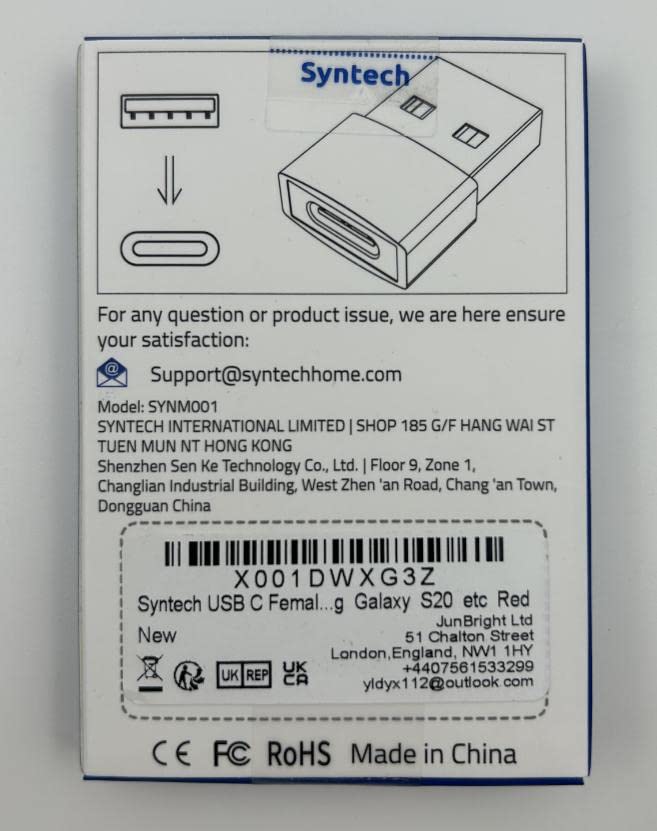 Syntech
For any question or product issue, we are here ensure
your satisfaction:
@ Support@syntechhome.com
Model: SYNM001
SYNTECH INTERNATIONAL LIMITED | SHOP 185 G/F HANG WAI ST
TUEN MUN NT HONG KONG
Shenzhen Sen Ke Technology Co., Ltd. | Floor 9, Zone 1,
Changlian Industrial Building, West Zhen 'an Road, Chang 'an Town,
Dongguan China
X001DWXG3Z
Syntech USB C Femal...g Galaxy S20 etc Red
New
JunBright Ltd
51 Chalton Street
London,England, NW1 1HY
+4407561533299
yldyx112@outlook.com
UK REP UK CA
CE FC RoHS Made in China